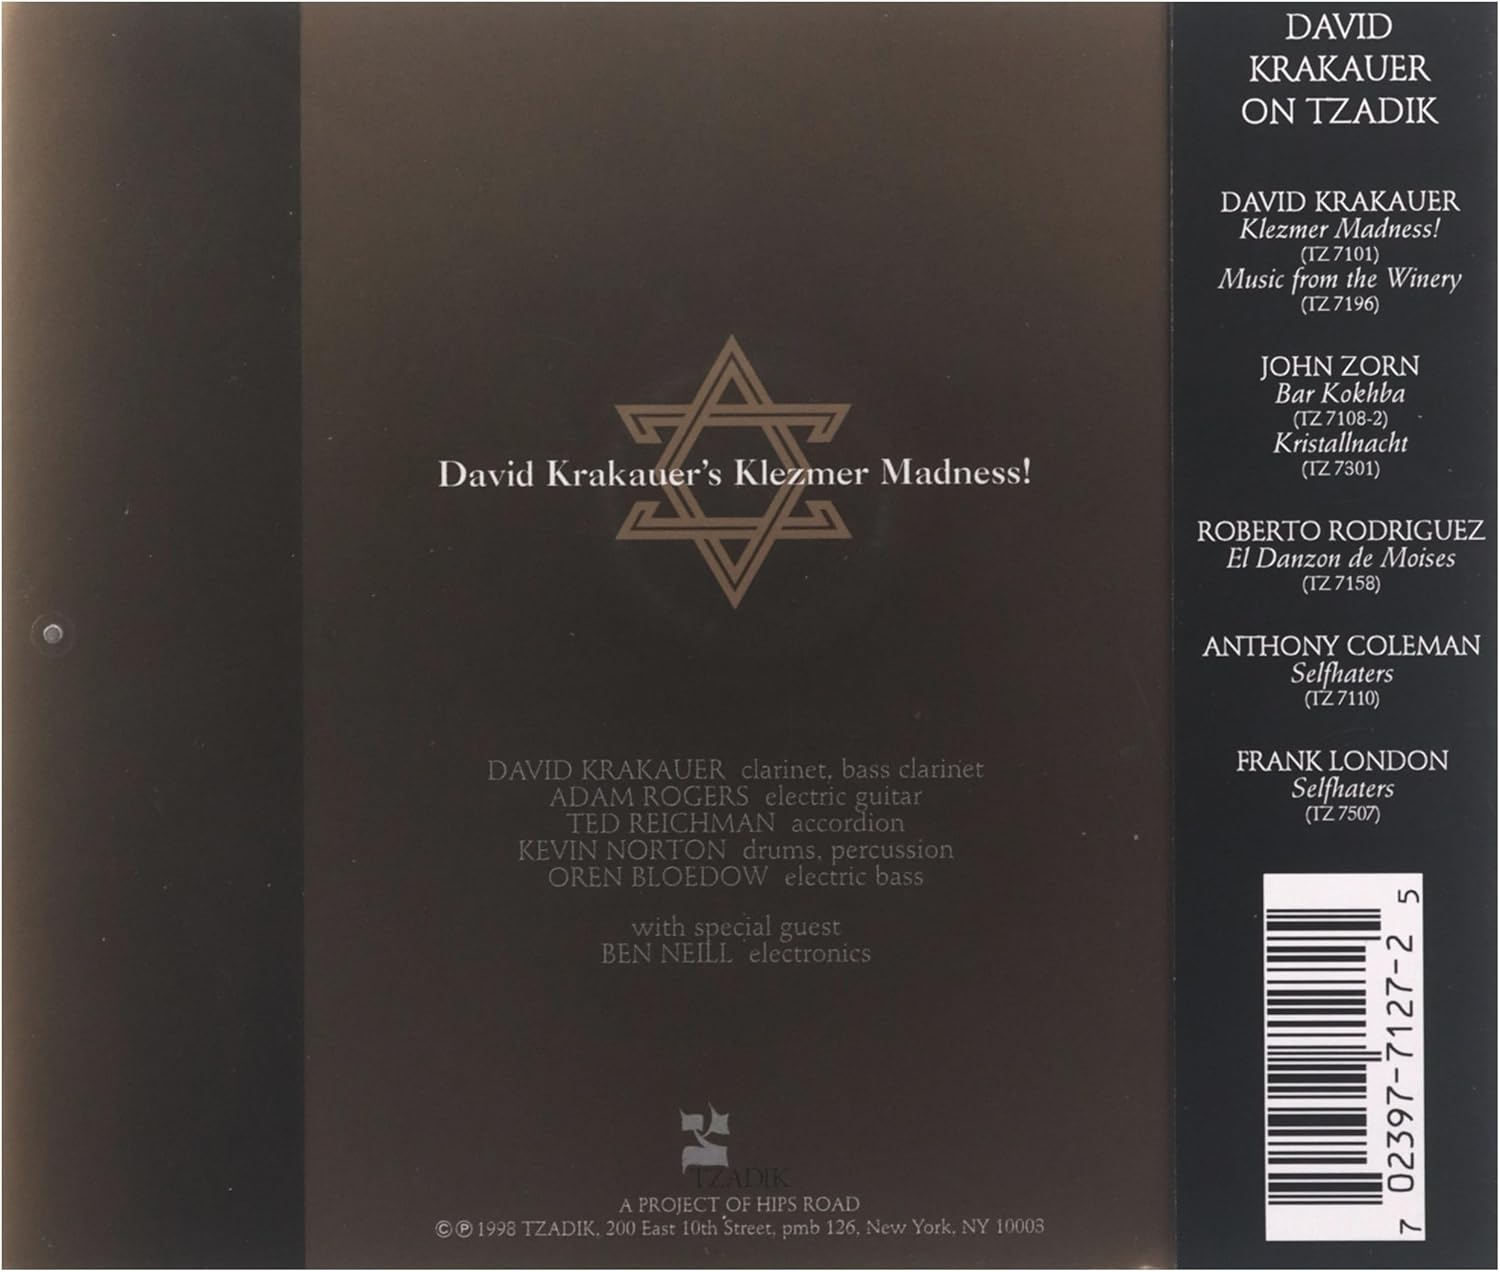 David Krakauer's Klezmer Madness!
DAVID KRAKAUER clarinet, bass clarinet
ADAM ROGERS electric guitar
TED REICHMAN accordion
KEVIN NORTON drums, percussion
OREN BLOEDOW electric bass
with special guest
BEN NEILL electronics
צ
TZADIK
A PROJECT OF HIPS ROAD
©℗ 1998 TZADIK, 200 East 10th Street, pmb 126, New York, NY 10003
DAVID
KRAKAUER
ON TZADIK
DAVID KRAKAUER
Klezmer Madness!
(TZ 7101)
Music from the Winery
(TZ 7196)
JOHN ZORN
Bar Kokhba
(TZ 7108-2)
Kristallnacht
(TZ 7301)
ROBERTO RODRIGUEZ
El Danzon de Moises
(TZ 7158)
ANTHONY COLEMAN
Selfhaters
(TZ 7110)
FRANK LONDON
Selfhaters
(TZ 7507)
7 02397-7127-2 5